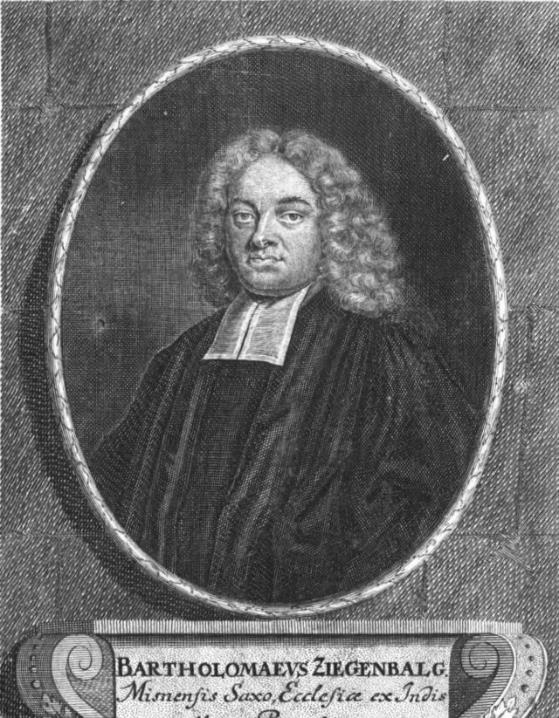 BARTHOLOMAEVS ZIEGENBALG.
Misnensis Saxo, Ecclesiæ ex Indis